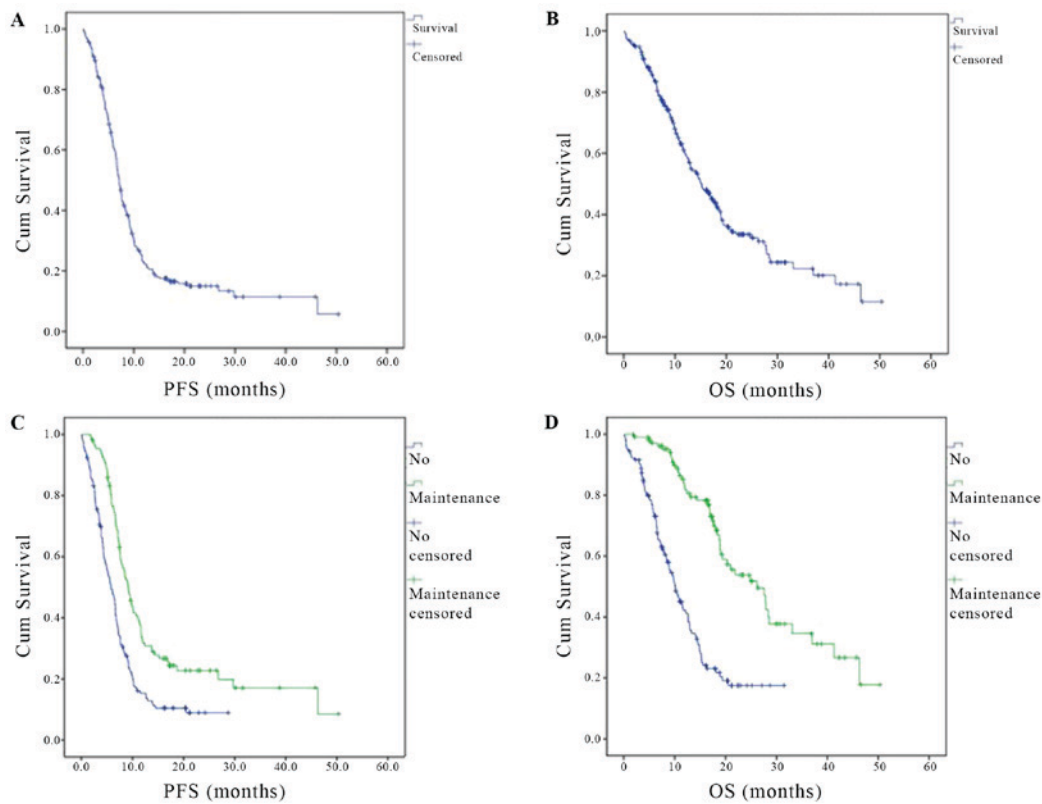 A
Survival
Censored
1.0
0.8
0.6
0.4
0.2
0.0
Cum Survival
0.0 10.0 20.0 30.0 40.0 50.0 60.0
PFS (months)
B
Survival
Censored
1.0
0.8
0.6
0.4
0.2
0.0
Cum Survival
0 10 20 30 40 50 60
OS (months)
C
No
Maintenance
No
censored
Maintenance
censored
1.0
0.8
0.6
0.4
0.2
0.0
Cum Survival
0.0 10.0 20.0 30.0 40.0 50.0 60.0
PFS (months)
D
No
Maintenance
No
censored
Maintenance
censored
1.0
0.8
0.6
0.4
0.2
0.0
Cum Survival
0 10 20 30 40 50 60
OS (months)